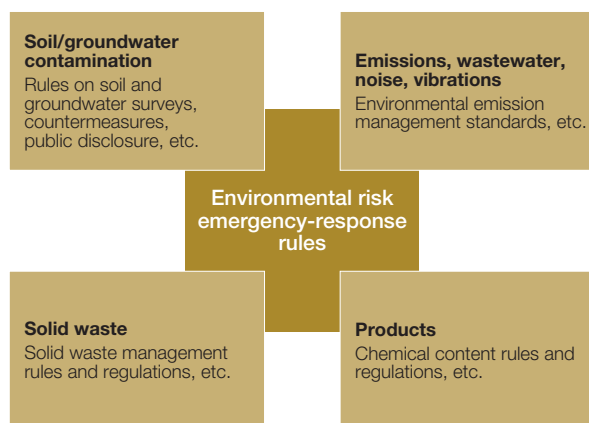 Soil/groundwater
contamination
Rules on soil and
groundwater surveys,
countermeasures,
public disclosure, etc.
Emissions, wastewater,
noise, vibrations
Environmental emission
management standards, etc.
Environmental risk
emergency-response
rules
Solid waste
Solid waste management
rules and regulations, etc.
Products
Chemical content rules and
regulations, etc.